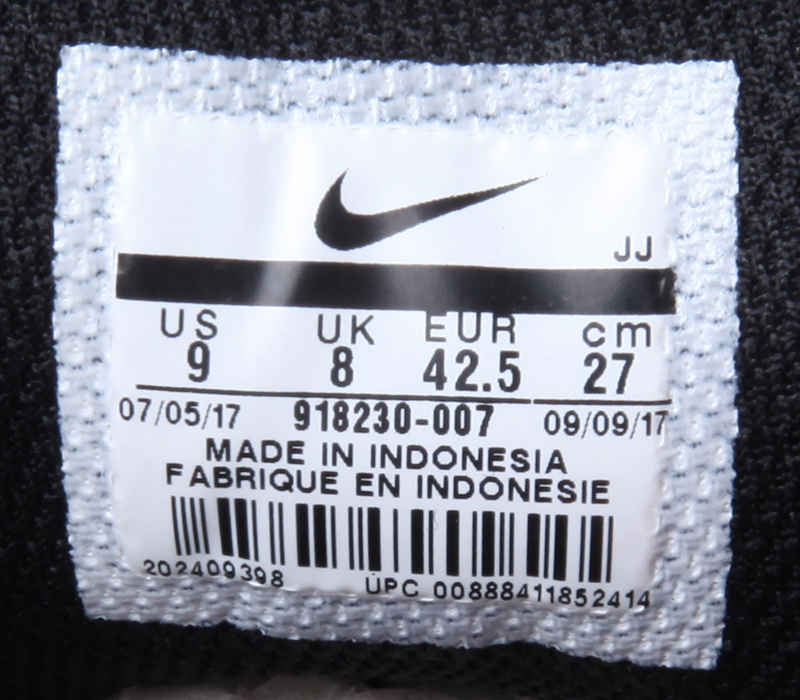 JJ
US UK EUR cm
9 8 42.5 27
07/05/17 918230-007 09/09/17
MADE IN INDONESIA
FABRIQUE EN INDONESIE
202409398 UPC 00888411852414